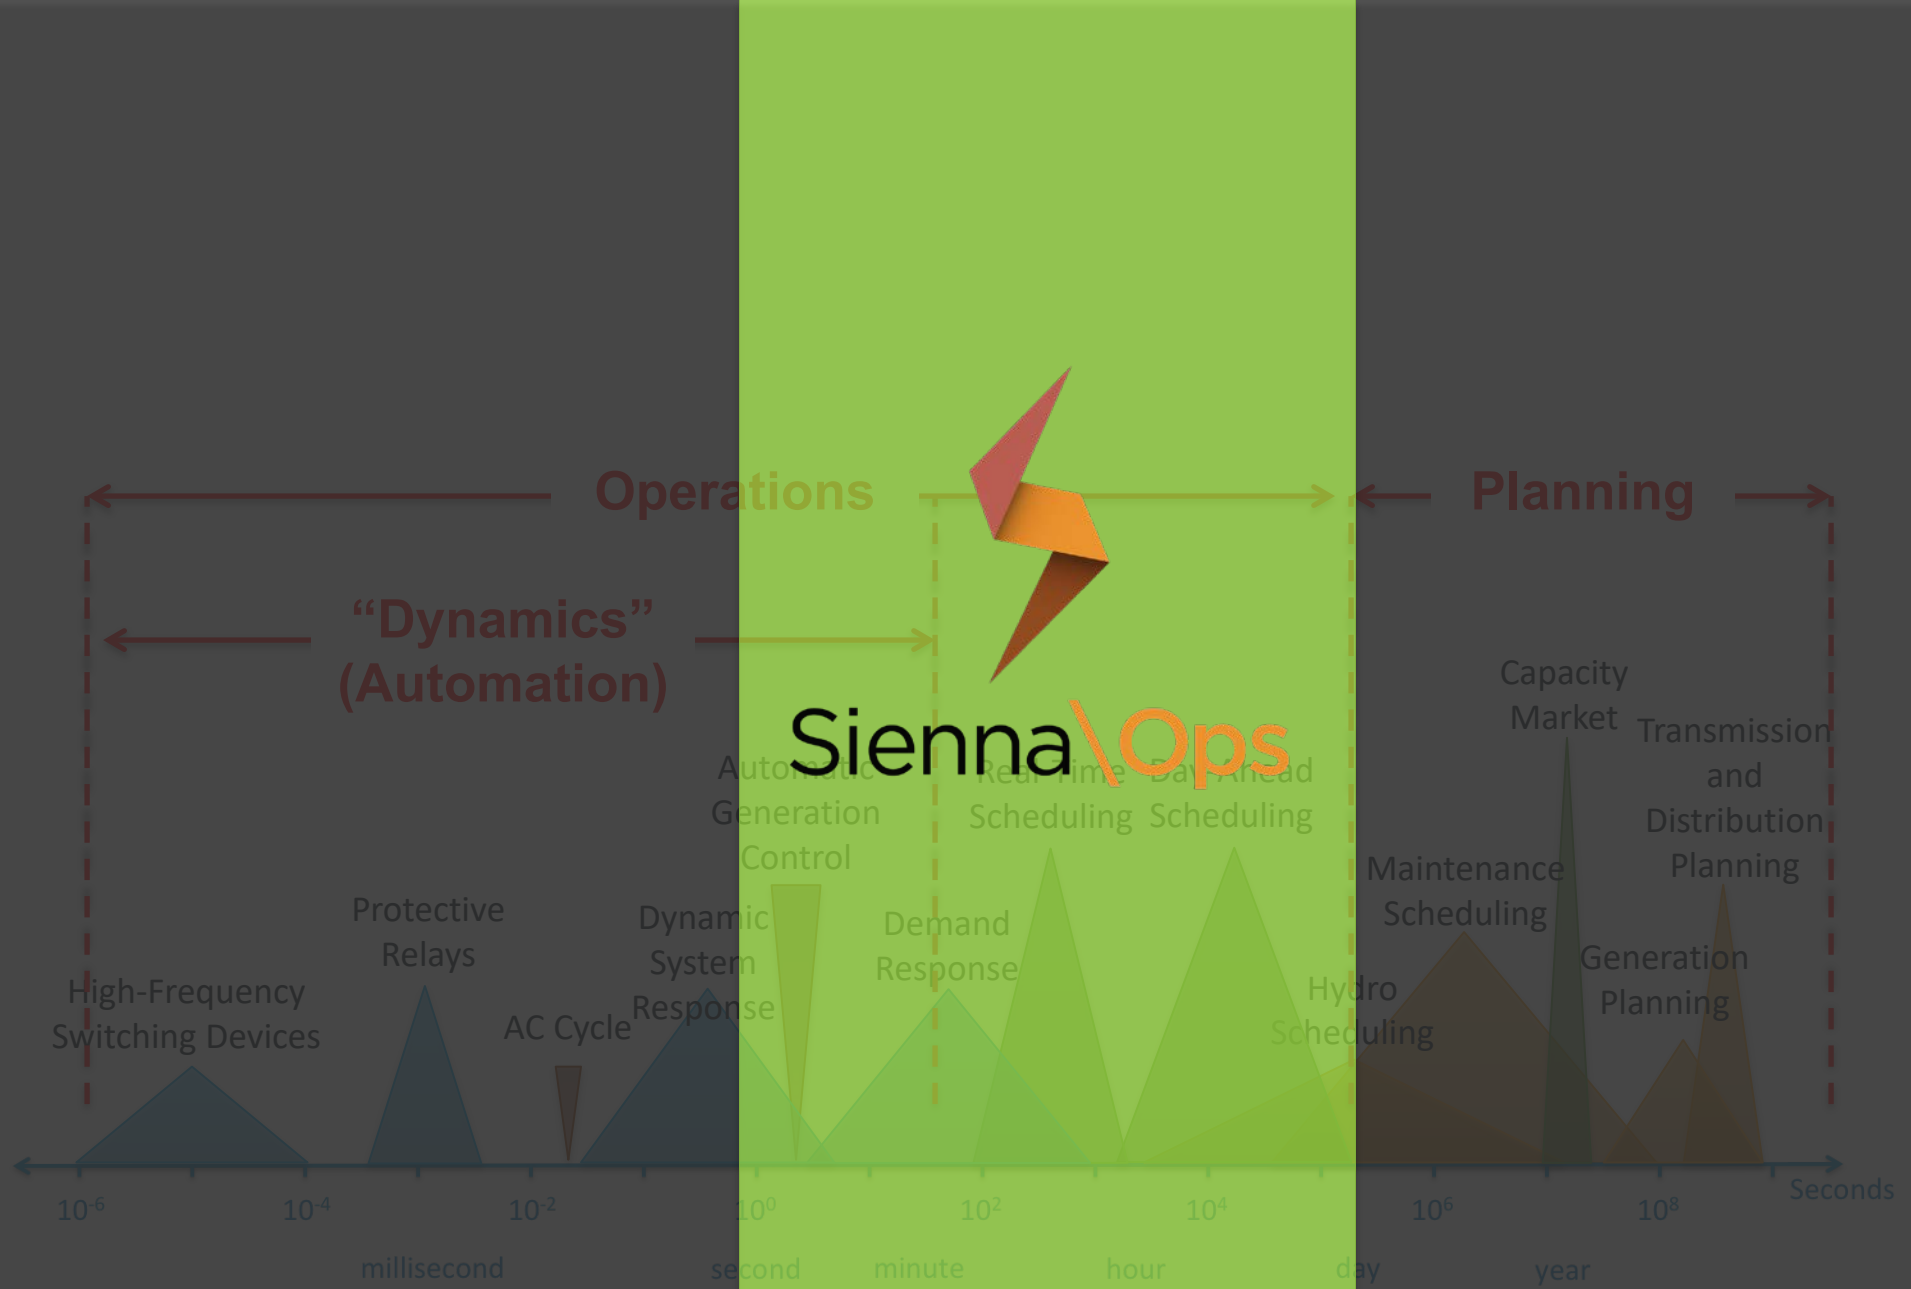 Operations
Planning
“Dynamics”
(Automation)
Sienna\Ops
Capacity
Market
Transmission
and
Distribution
Planning
Automatic
Generation
Control
Real-Time
Scheduling
Day-Ahead
Scheduling
Maintenance
Scheduling
Protective
Relays
Dynamic
System
Response
Demand
Response
Generation
Planning
High-Frequency
Switching Devices
AC Cycle
Hydro
Scheduling
Seconds
10-6 10-4 10-2 100 102 104 106 108
millisecond second minute hour day year